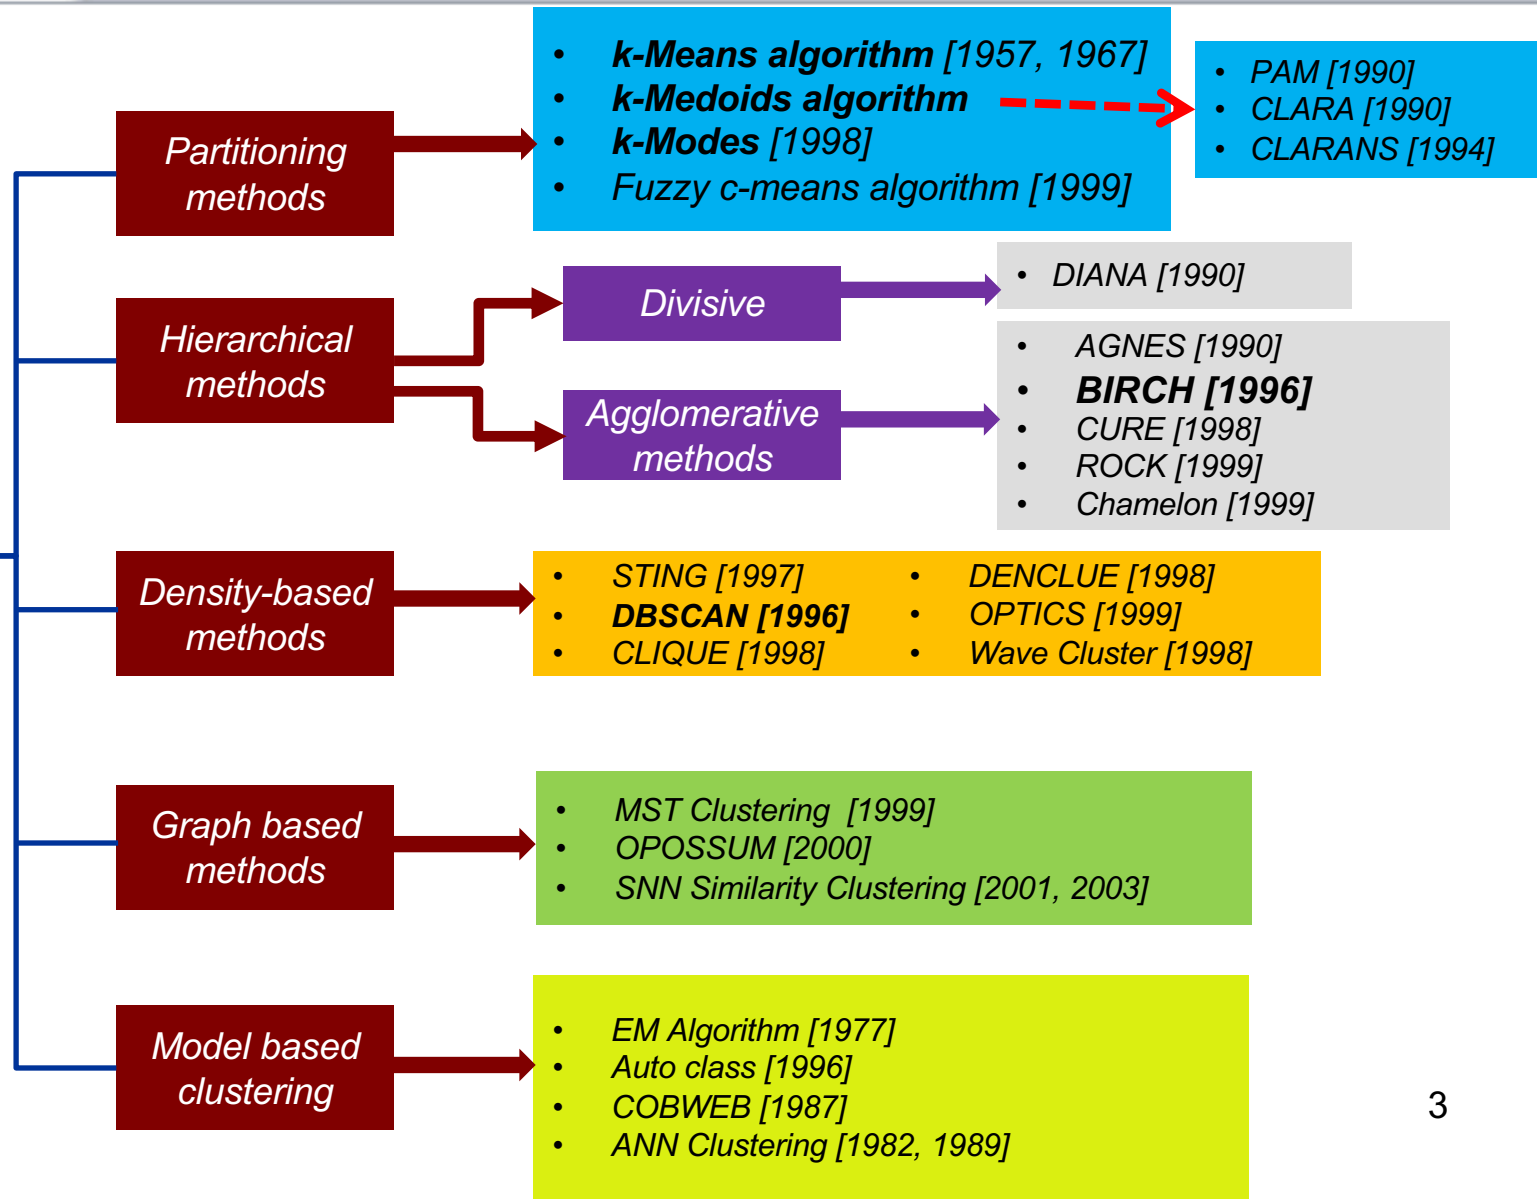 • k-Means algorithm [1957, 1967]
• k-Medoids algorithm
• k-Modes [1998]
• Fuzzy c-means algorithm [1999]
• PAM [1990]
• CLARA [1990]
• CLARANS [1994]
Partitioning
methods
Hierarchical
methods
Divisive
• DIANA [1990]
Agglomerative
methods
• AGNES [1990]
• BIRCH [1996]
• CURE [1998]
• ROCK [1999]
• Chamelon [1999]
Density-based
methods
• STING [1997]
• DBSCAN [1996]
• CLIQUE [1998]
• DENCLUE [1998]
• OPTICS [1999]
• Wave Cluster [1998]
Graph based
methods
• MST Clustering [1999]
• OPOSSUM [2000]
• SNN Similarity Clustering [2001, 2003]
Model based
clustering
• EM Algorithm [1977]
• Auto class [1996]
• COBWEB [1987]
• ANN Clustering [1982, 1989]
3